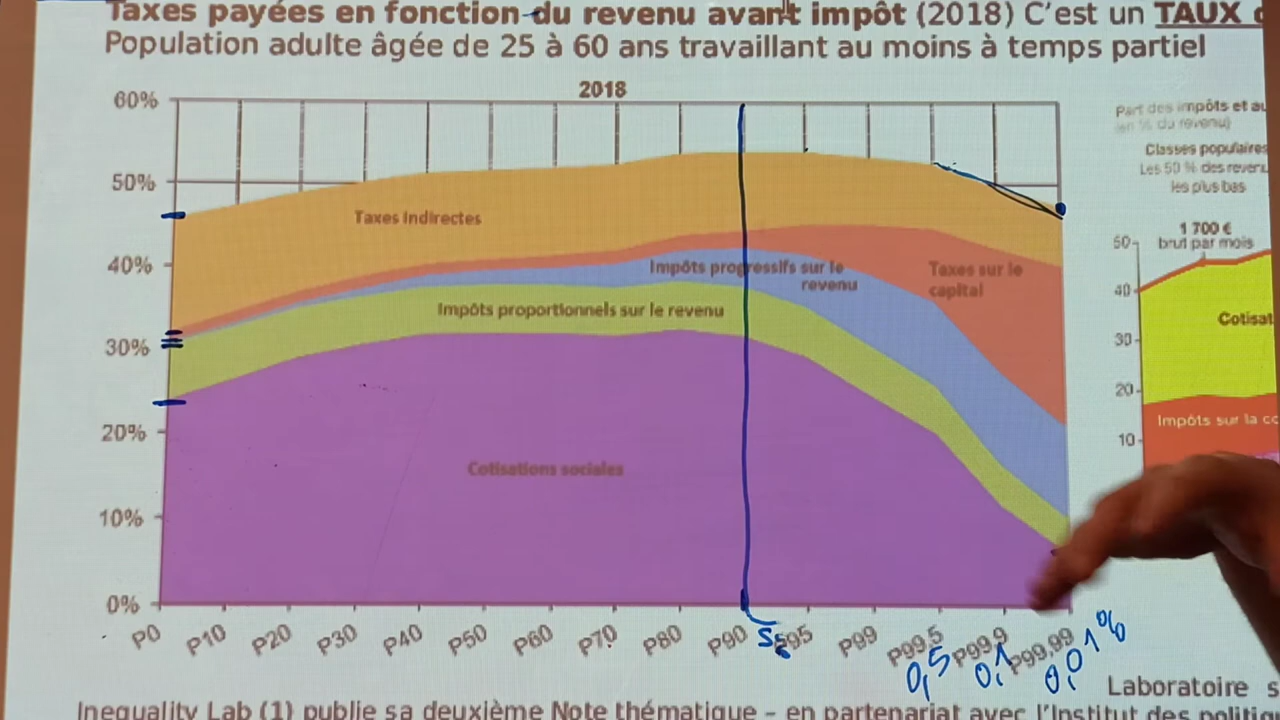 Taxes payées en fonction du revenu avant impôt (2018) C'est un TAUX
Population adulte âgée de 25 à 60 ans travaillant au moins à temps partiel
2018
60%
50%
40%
30%
20%
10%
0%
Taxes Indirectes
Impôts progressifs sur le
revenu
Taxes sur le
capital
Impôts proportionnels sur le revenu
Cotisations sociales
P0 P10 P20 P30 P40 P50 P60 P70 P80 P90 P95 P99 P99,5 P99,9 P99,99
0,5 0,1 0,01%
Part des impôts et au
(en % du revenu)
Classes populaires
Les 50 % des reven
les plus bas
1 700 €
brut par mois
50
40
30
20
10
Cotisat
Impôts sur la co
Laboratoire s
Inequality Lab (1) publie sa deuxième Note thématique – en partenariat avec l'Institut des politiq